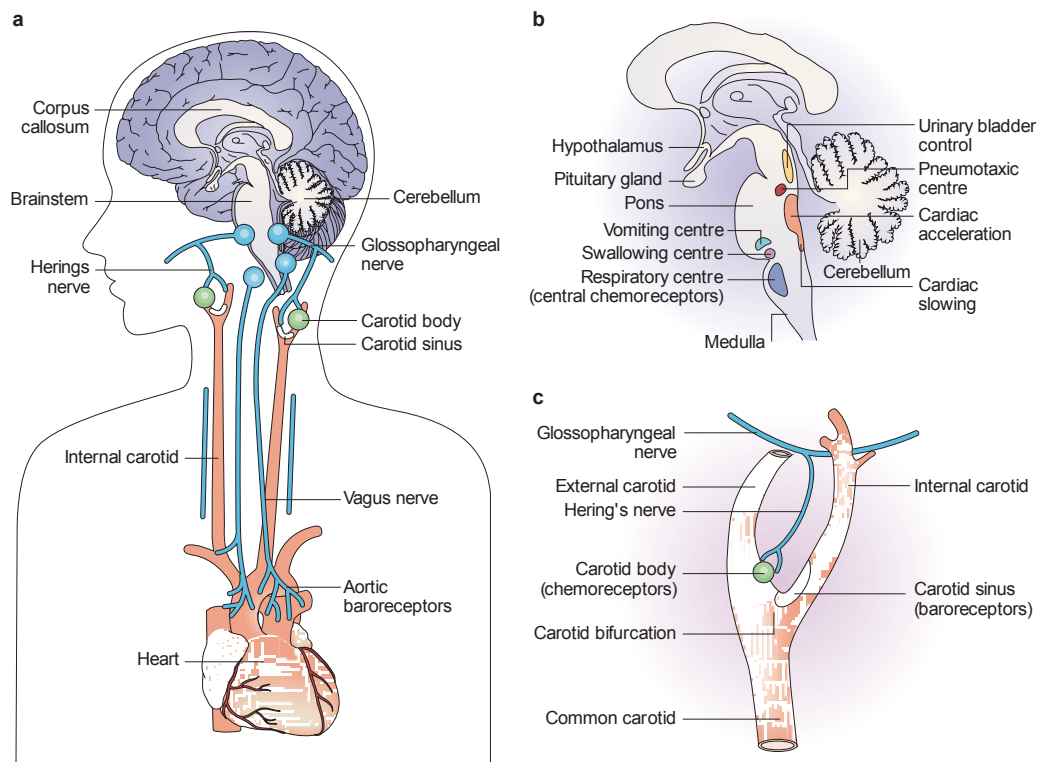 a
Corpus
callosum
Brainstem
Herings
nerve
Cerebellum
Glossopharyngeal
nerve
Carotid body
Carotid sinus
Internal carotid
Vagus nerve
Aortic
baroreceptors
Heart
b
Hypothalamus
Pituitary gland
Pons
Vomiting centre
Swallowing centre
Respiratory centre
(central chemoreceptors)
Medulla
Urinary bladder
control
Pneumotaxic
centre
Cardiac
acceleration
Cerebellum
Cardiac
slowing
c
Glossopharyngeal
nerve
External carotid
Hering's nerve
Carotid body
(chemoreceptors)
Carotid bifurcation
Common carotid
Internal carotid
Carotid sinus
(baroreceptors)